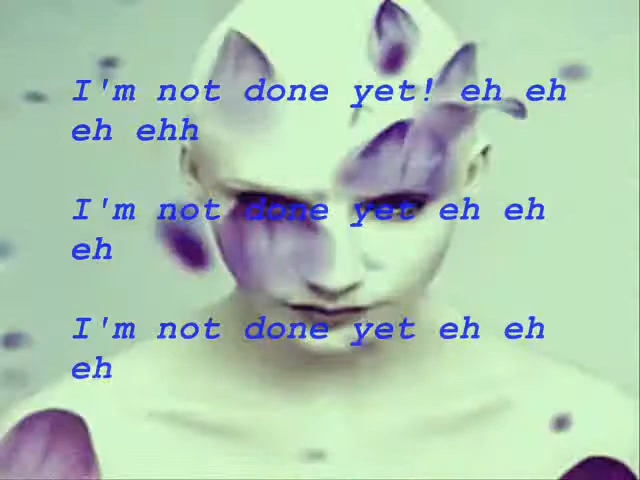 I'm not done yet! eh eh
eh ehh
I'm not done yet eh eh
eh
I'm not done yet eh eh
eh